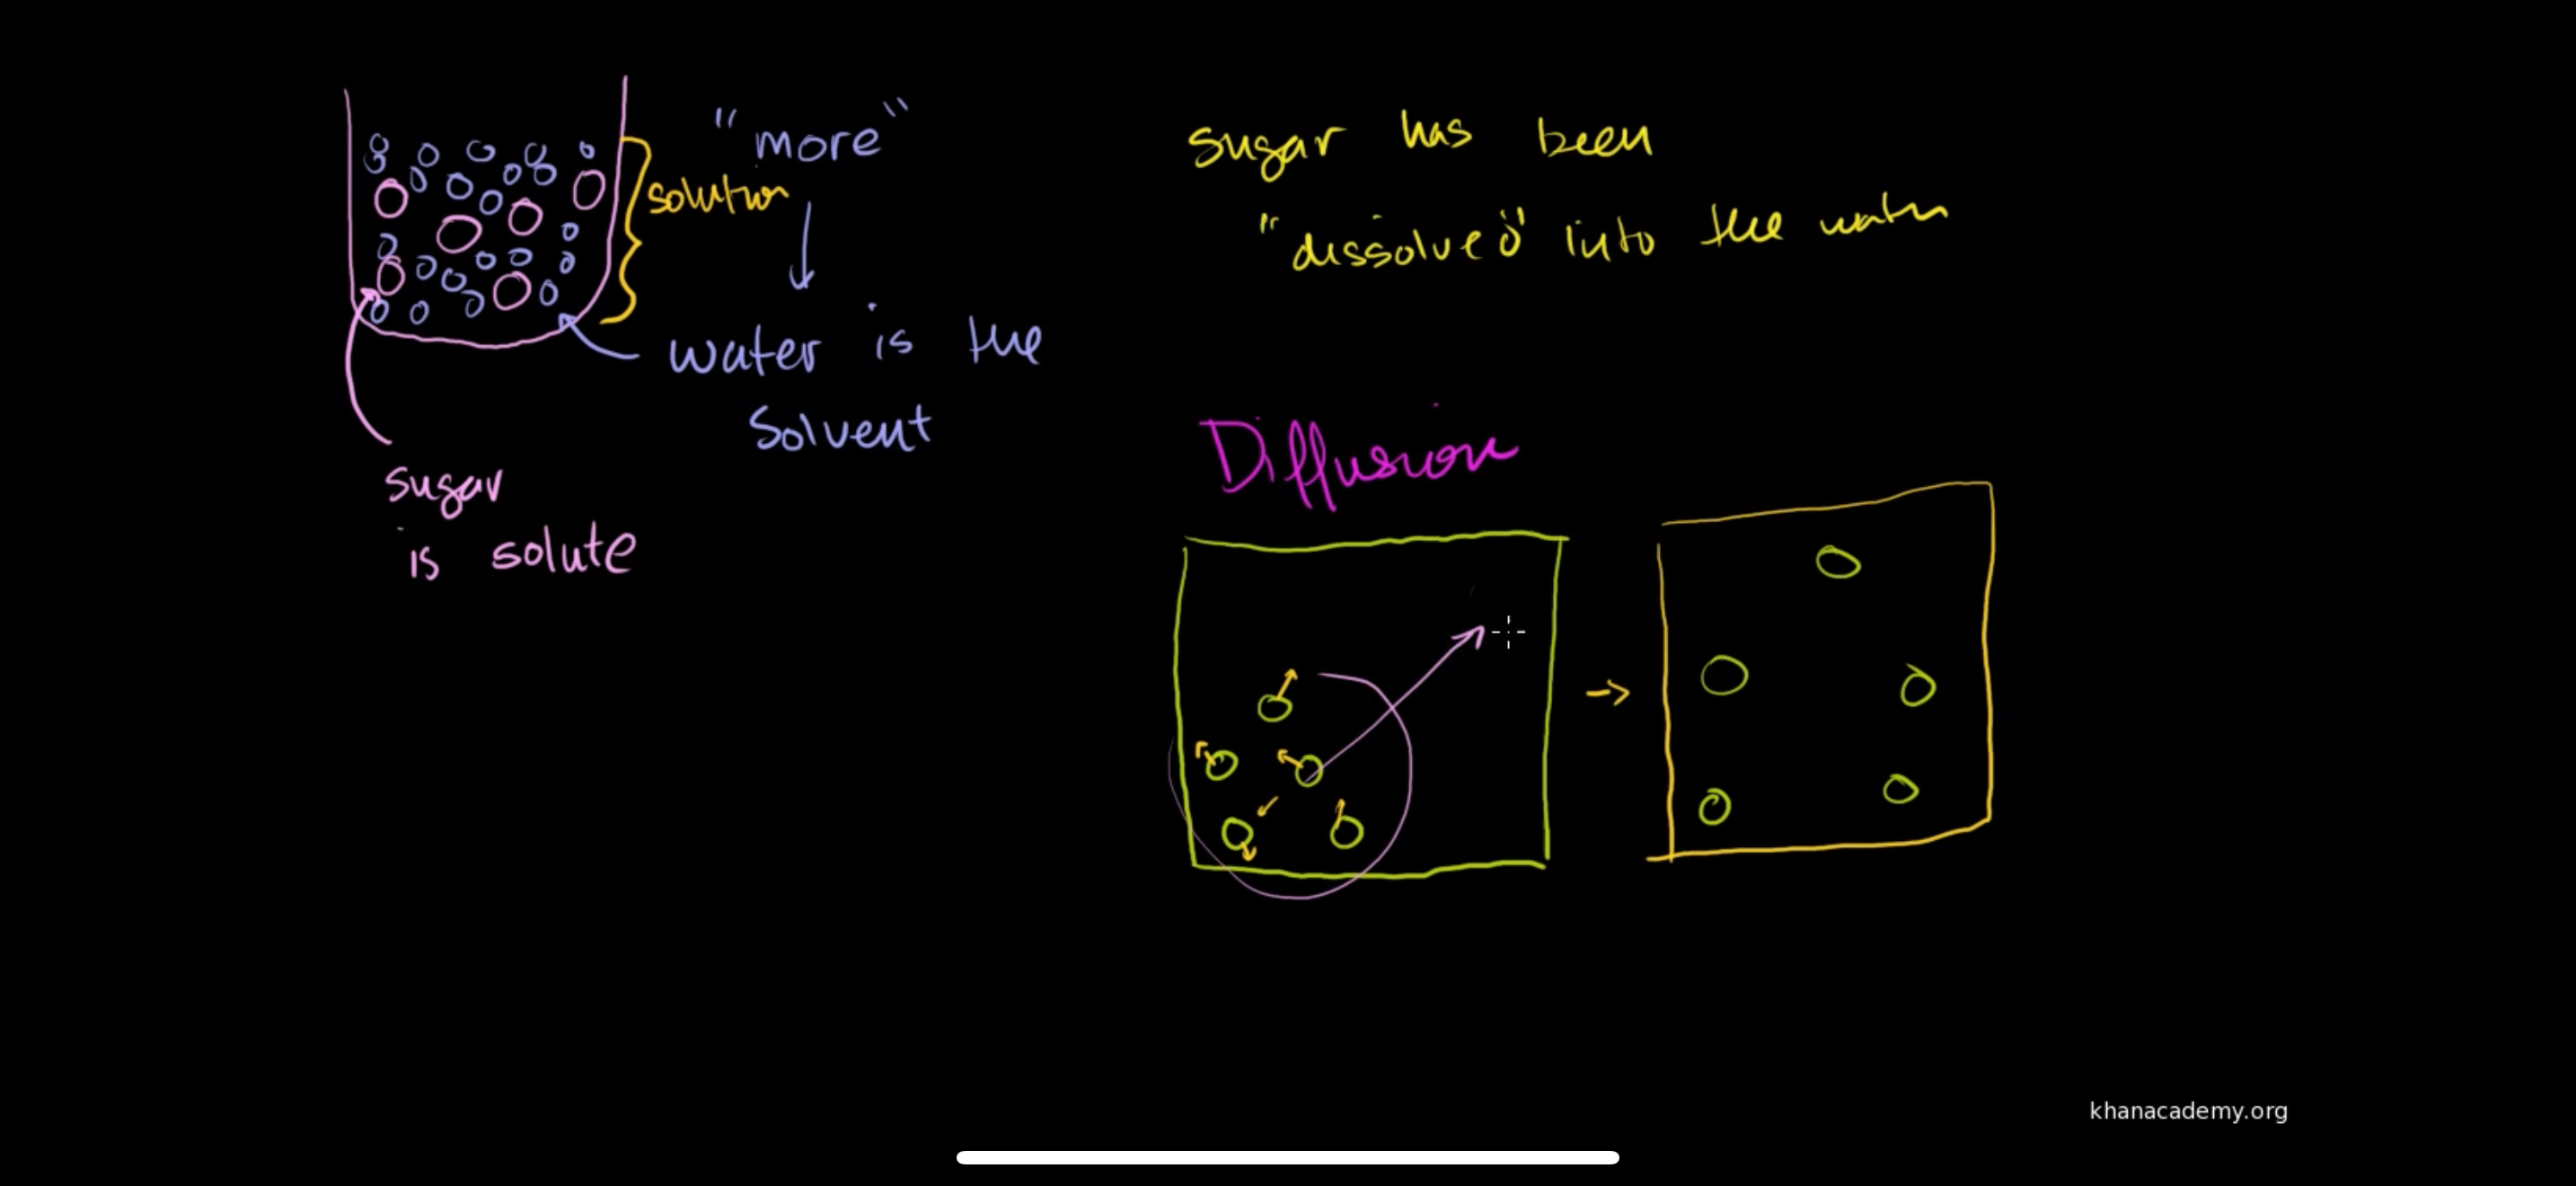 "more"
solution
water is the
solvent
sugar
is solute
sugar has been
"dissolved" into the water
Diffusion
khanacademy.org